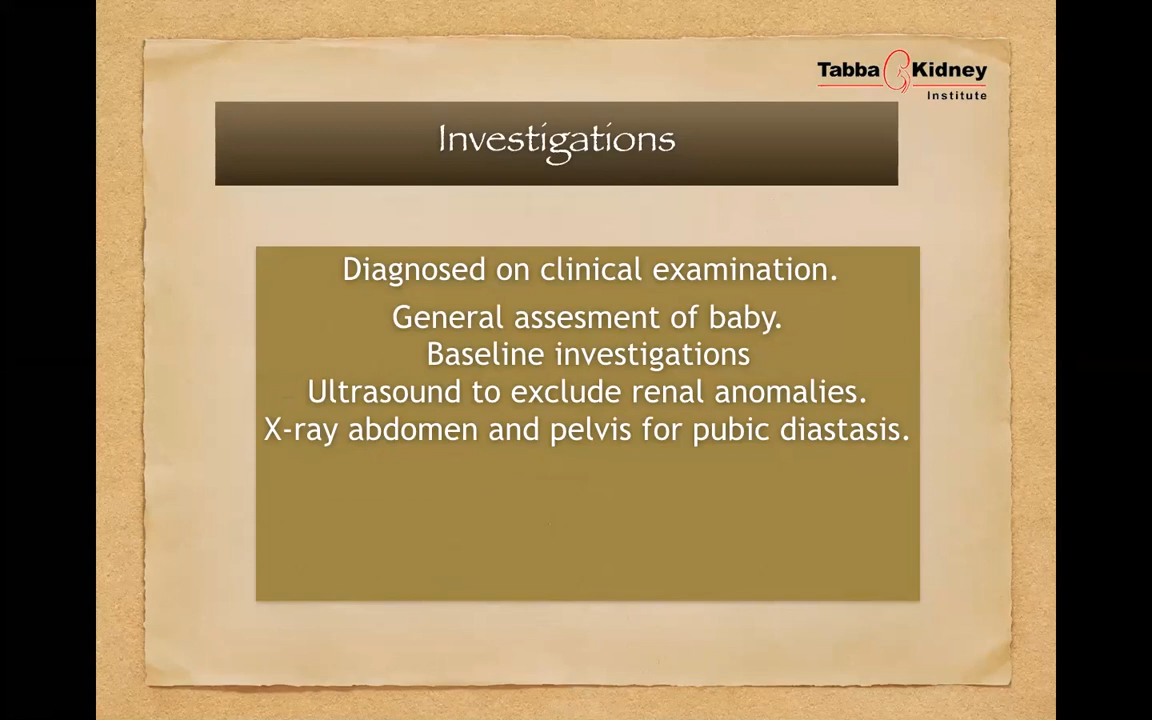 Tabba Kidney
Institute
Investigations
Diagnosed on clinical examination.
General assesment of baby.
Baseline investigations
Ultrasound to exclude renal anomalies.
X-ray abdomen and pelvis for pubic diastasis.